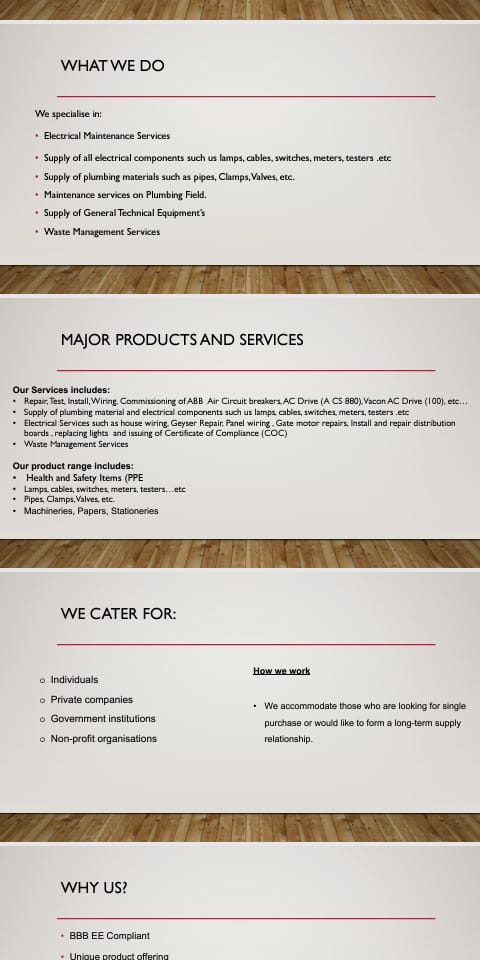 WHAT WE DO
We specialise in:
• Electrical Maintenance Services
• Supply of all electrical components such us lamps, cables, switches, meters, testers .etc
• Supply of plumbing materials such as pipes, Clamps,Valves, etc.
• Maintenance services on Plumbing Field.
• Supply of General Technical Equipment's
• Waste Management Services
MAJOR PRODUCTS AND SERVICES
Our Services includes:
• Repair, Test, Install, Wiring. Commissioning of ABB Air Circuit breakers, AC Drive (A CS 880), Vacon AC Drive (100), etc…
• Supply of plumbing material and electrical components such us lamps, cables, switches, meters, testers .etc
• Electrical Services such as house wiring, Geyser Repair, Panel wiring , Gate motor repairs, Install and repair distribution
boards , replacing lights and issuing of Certificate of Compliance (COC)
• Waste Management Services
Our product range includes:
• Health and Safety Items (PPE
• Lamps, cables, switches, meters, testers…etc
• Pipes, Clamps,Valves, etc.
• Machineries, Papers, Stationeries
WE CATER FOR:
o Individuals
o Private companies
o Government institutions
o Non-profit organisations
How we work
• We accommodate those who are looking for single
purchase or would like to form a long-term supply
relationship.
WHY US?
• BBB EE Compliant
• Unique product offering